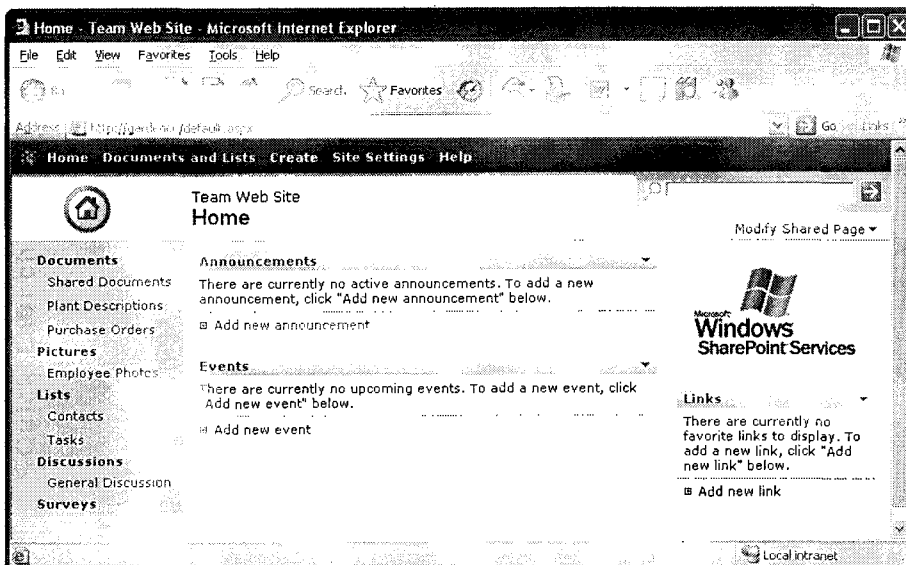 Home - Team Web Site - Microsoft Internet Explorer
File Edit View Favorites Tools Help
Search Favorites
Address /default.aspx Go Links
Home Documents and Lists Create Site Settings Help
Team Web Site
Home
Modify Shared Page
Documents
Shared Documents
Plant Descriptions
Purchase Orders
Pictures
Employee Photos
Lists
Contacts
Tasks
Discussions
General Discussion
Surveys
Announcements
There are currently no active announcements. To add a new
announcement, click "Add new announcement" below.
Add new announcement
Events
There are currently no upcoming events. To add a new event, click
"Add new event" below.
Add new event
Microsoft
Windows
SharePoint Services
Links
There are currently no
favorite links to display. To
add a new link, click "Add
new link" below.
Add new link
Local intranet